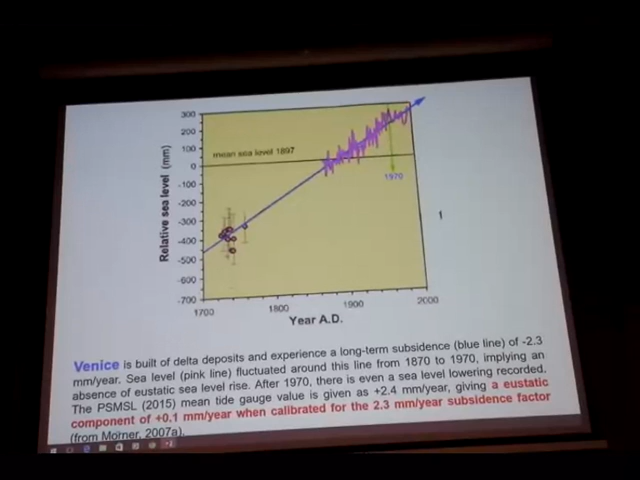 300
200
100
0
-100
-200
-300
-400
-500
-600
-700
Relative sea level (mm)
mean sea level 1897
1970
1700
1800
1900
2000
Year A.D.
1
Venice is built of delta deposits and experience a long-term subsidence (blue line) of -2.3
mm/year. Sea level (pink line) fluctuated around this line from 1870 to 1970, implying an
absence of eustatic sea level rise. After 1970, there is even a sea level lowering recorded.
The PSMSL (2015) mean tide gauge value is given as +2.4 mm/year, giving a eustatic
component of +0.1 mm/year when calibrated for the 2.3 mm/year subsidence factor
(from Morner, 2007a).